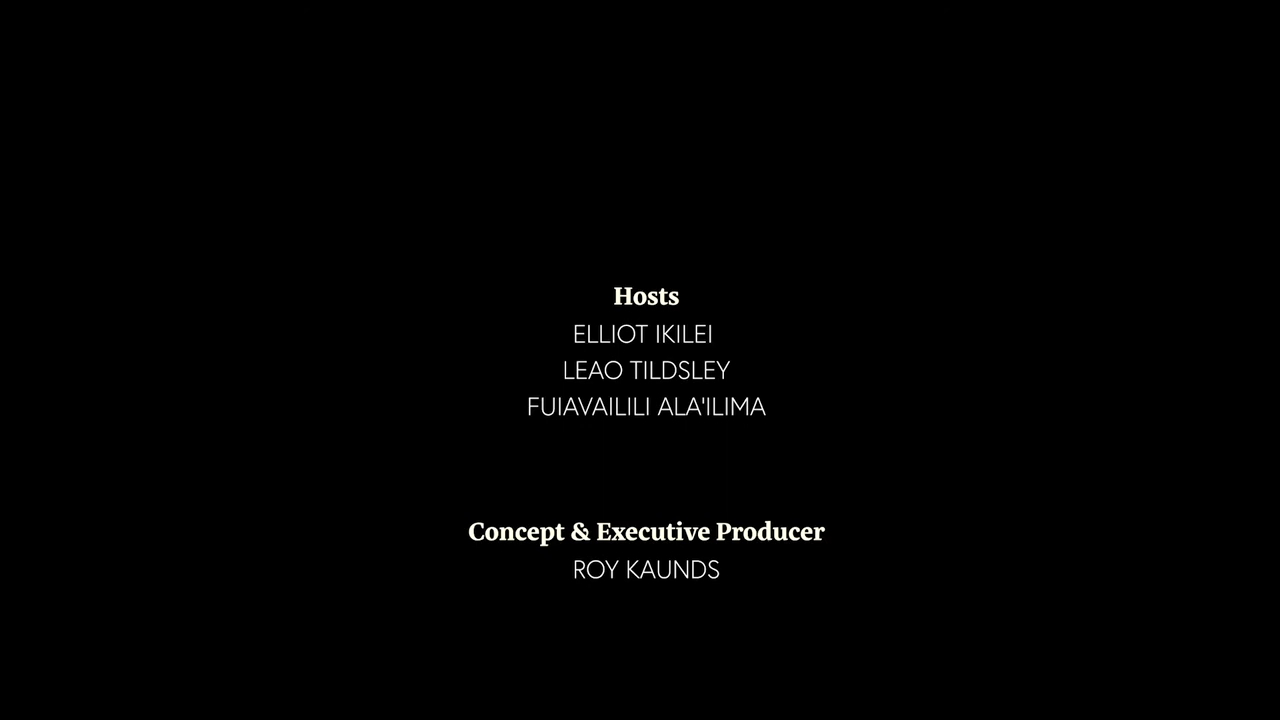 Hosts
ELLIOT IKILEI
LEAO TILDSLEY
FUIAVAILILI ALA'ILIMA
Concept & Executive Producer
ROY KAUNDS